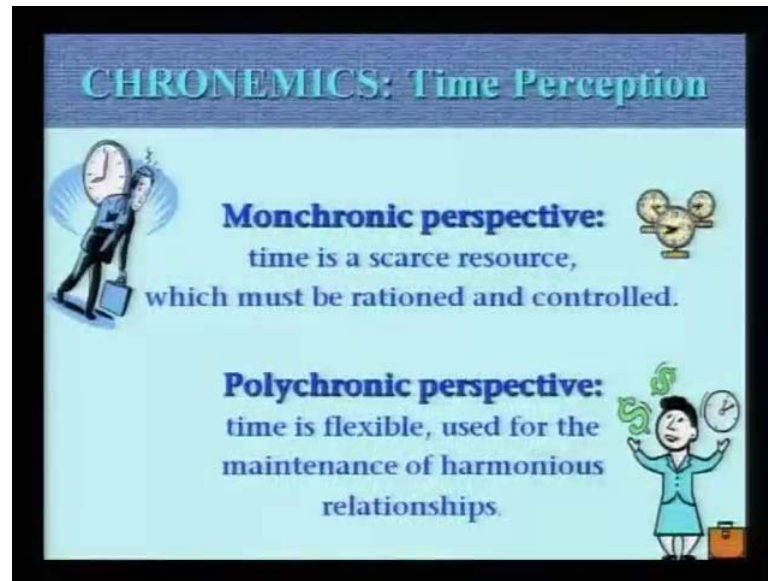 CHRONEMICS: Time Perception
Monchronic perspective:
time is a scarce resource,
which must be rationed and controlled.
Polychronic perspective:
time is flexible, used for the
maintenance of harmonious
relationships.